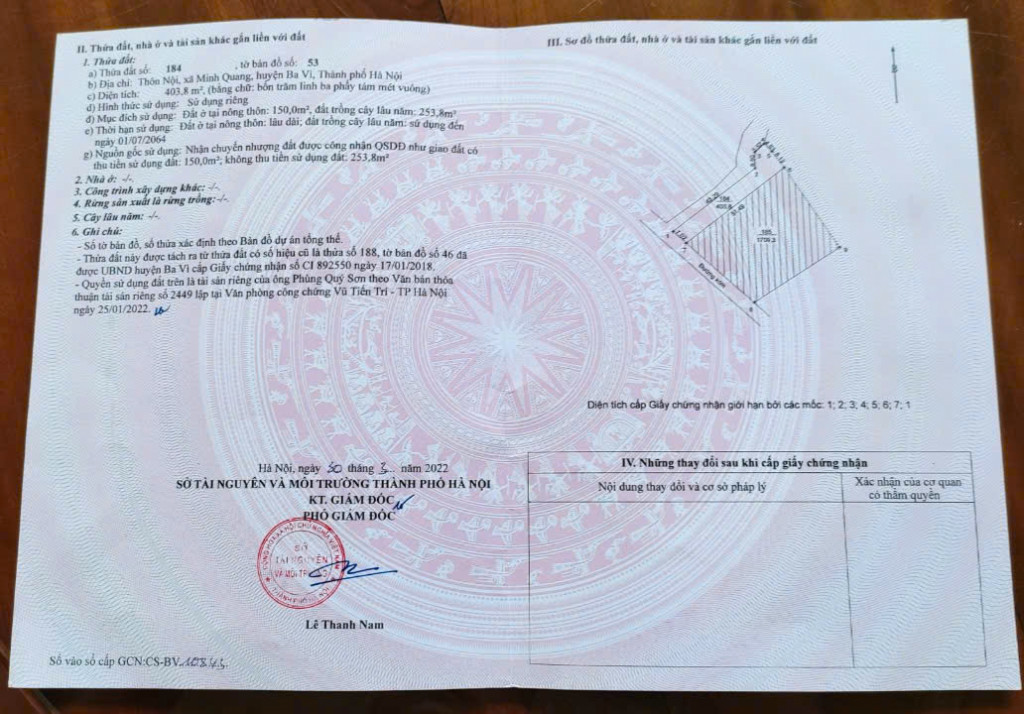 II. Thửa đất, nhà ở và tài sản khác gắn liền với đất
1. Thửa đất:
a) Thửa đất số: 184 , tờ bản đồ số: 53
b) Địa chỉ: Thôn Nội, xã Minh Quang, huyện Ba Vì, Thành phố Hà Nội
c) Diện tích: 403,8 m², (bằng chữ: bốn trăm linh ba phẩy tám mét vuông)
d) Hình thức sử dụng: Sử dụng riêng
đ) Mục đích sử dụng: Đất ở tại nông thôn: 150,0m², đất trồng cây lâu năm: 253,8m²
e) Thời hạn sử dụng: Đất ở tại nông thôn: lâu dài; đất trồng cây lâu năm: sử dụng đến
ngày 01/07/2064
g) Nguồn gốc sử dụng: Nhận chuyển nhượng đất được công nhận QSDĐ như giao đất có
thu tiền sử dụng đất: 150,0m²; không thu tiền sử dụng đất: 253,8m²
2. Nhà ở: -/-.
3. Công trình xây dựng khác: -/-.
4. Rừng sản xuất là rừng trồng:-/-.
5. Cây lâu năm: -/-.
6. Ghi chú:
- Số tờ bản đồ, số thửa xác định theo Bản đồ dự án tổng thể.
- Thửa đất này được tách ra từ thửa đất có số hiệu cũ là thửa số 188, tờ bản đồ số 46 đã
được UBND huyện Ba Vì cấp Giấy chứng nhận số CI 892550 ngày 17/01/2018.
- Quyền sử dụng đất trên là tài sản riêng của ông Phùng Quý Sơn theo Văn bản thỏa
thuận tài sản riêng số 2449 lập tại Văn phòng công chứng Vũ Tiến Trí - TP Hà Nội
ngày 25/01/2022.
Hà Nội, ngày 30 tháng 3 năm 2022
SỞ TÀI NGUYÊN VÀ MÔI TRƯỜNG THÀNH PHỐ HÀ NỘI
KT. GIÁM ĐỐC
PHÓ GIÁM ĐỐC
SỞ
TÀI NGUYÊN
Lê Thanh Nam
Số vào sổ cấp GCN:CS-BV
III. Sơ đồ thửa đất, nhà ở và tài sản khác gắn liền với đất
B
184
403.8
185
Đường xóm
Diện tích cấp Giấy chứng nhận giới hạn bởi các mốc: 1; 2; 3; 4; 5; 6; 7; 1
IV. Những thay đổi sau khi cấp giấy chứng nhận
Nội dung thay đổi và cơ sở pháp lý
Xác nhận của cơ quan
có thẩm quyền